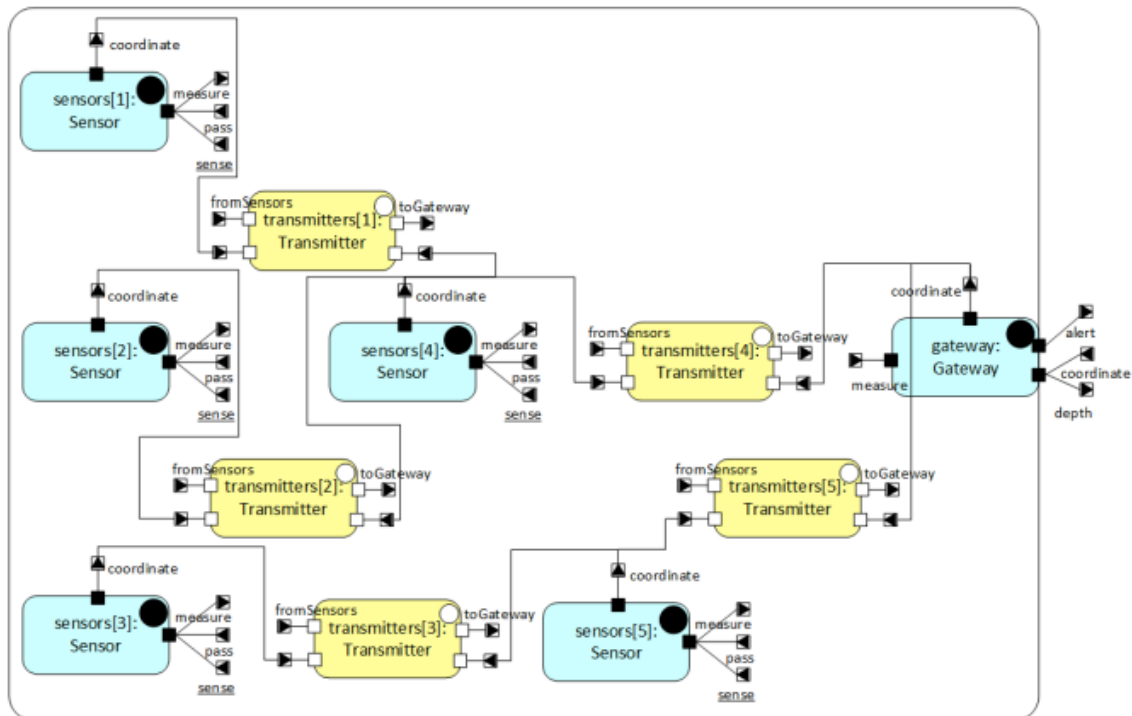 coordinate
sensors[1]:
Sensor
measure
pass
sense
fromSensors
toGateway
transmitters[1]:
Transmitter
coordinate
sensors[2]:
Sensor
measure
pass
sense
coordinate
sensors[4]:
Sensor
measure
pass
sense
fromSensors
toGateway
transmitters[4]:
Transmitter
coordinate
gateway:
Gateway
measure
alert
coordinate
depth
fromSensors
toGateway
transmitters[2]:
Transmitter
fromSensors
toGateway
transmitters[5]:
Transmitter
coordinate
sensors[3]:
Sensor
measure
pass
sense
fromSensors
toGateway
transmitters[3]:
Transmitter
coordinate
sensors[5]:
Sensor
measure
pass
sense